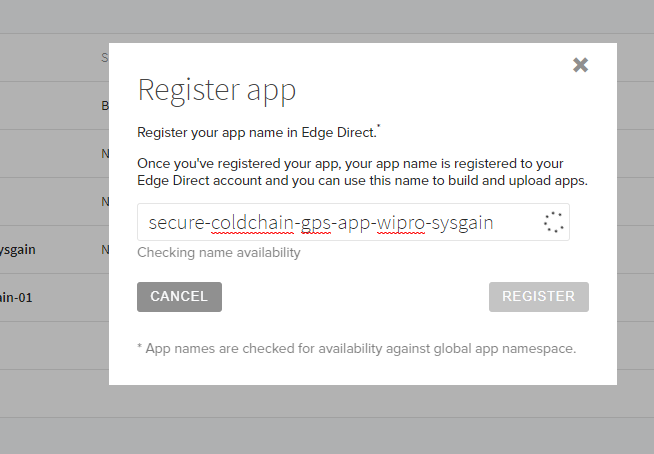 S
Register app
B
Register your app name in Edge Direct.*
N
Once you've registered your app, your app name is registered to your
Edge Direct account and you can use this name to build and upload apps.
N
secure-coldchain-gps-app-wipro-sysgain
ysgain
N
Checking name availability
ain-01
CANCEL
REGISTER
* App names are checked for availability against global app namespace.